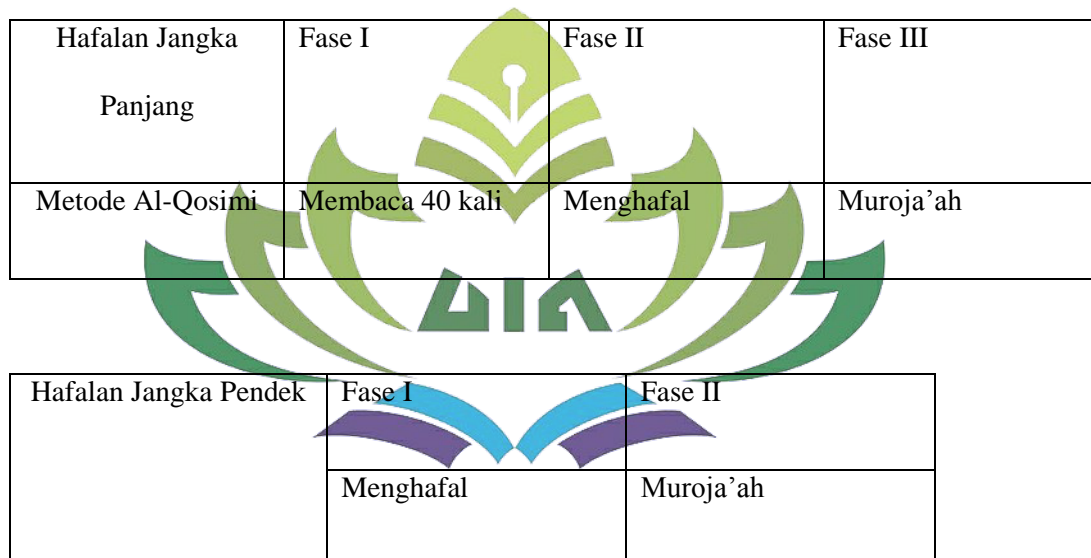 Hafalan Jangka Panjang Fase I Fase II Fase III
Metode Al-Qosimi Membaca 40 kali Menghafal Muroja’ah
UIN
Hafalan Jangka Pendek Fase I Fase II
Menghafal Muroja’ah